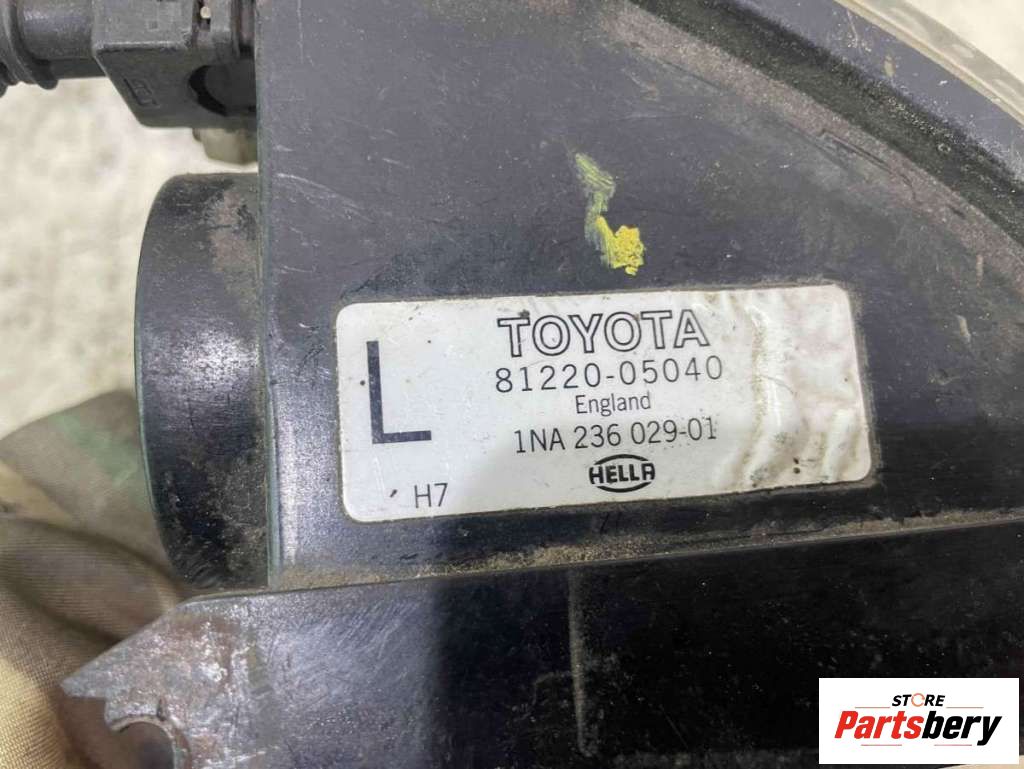 L
TOYOTA
81220-05040
England
1NA 236 029-01
HELLA
H7
STORE
Partsbery